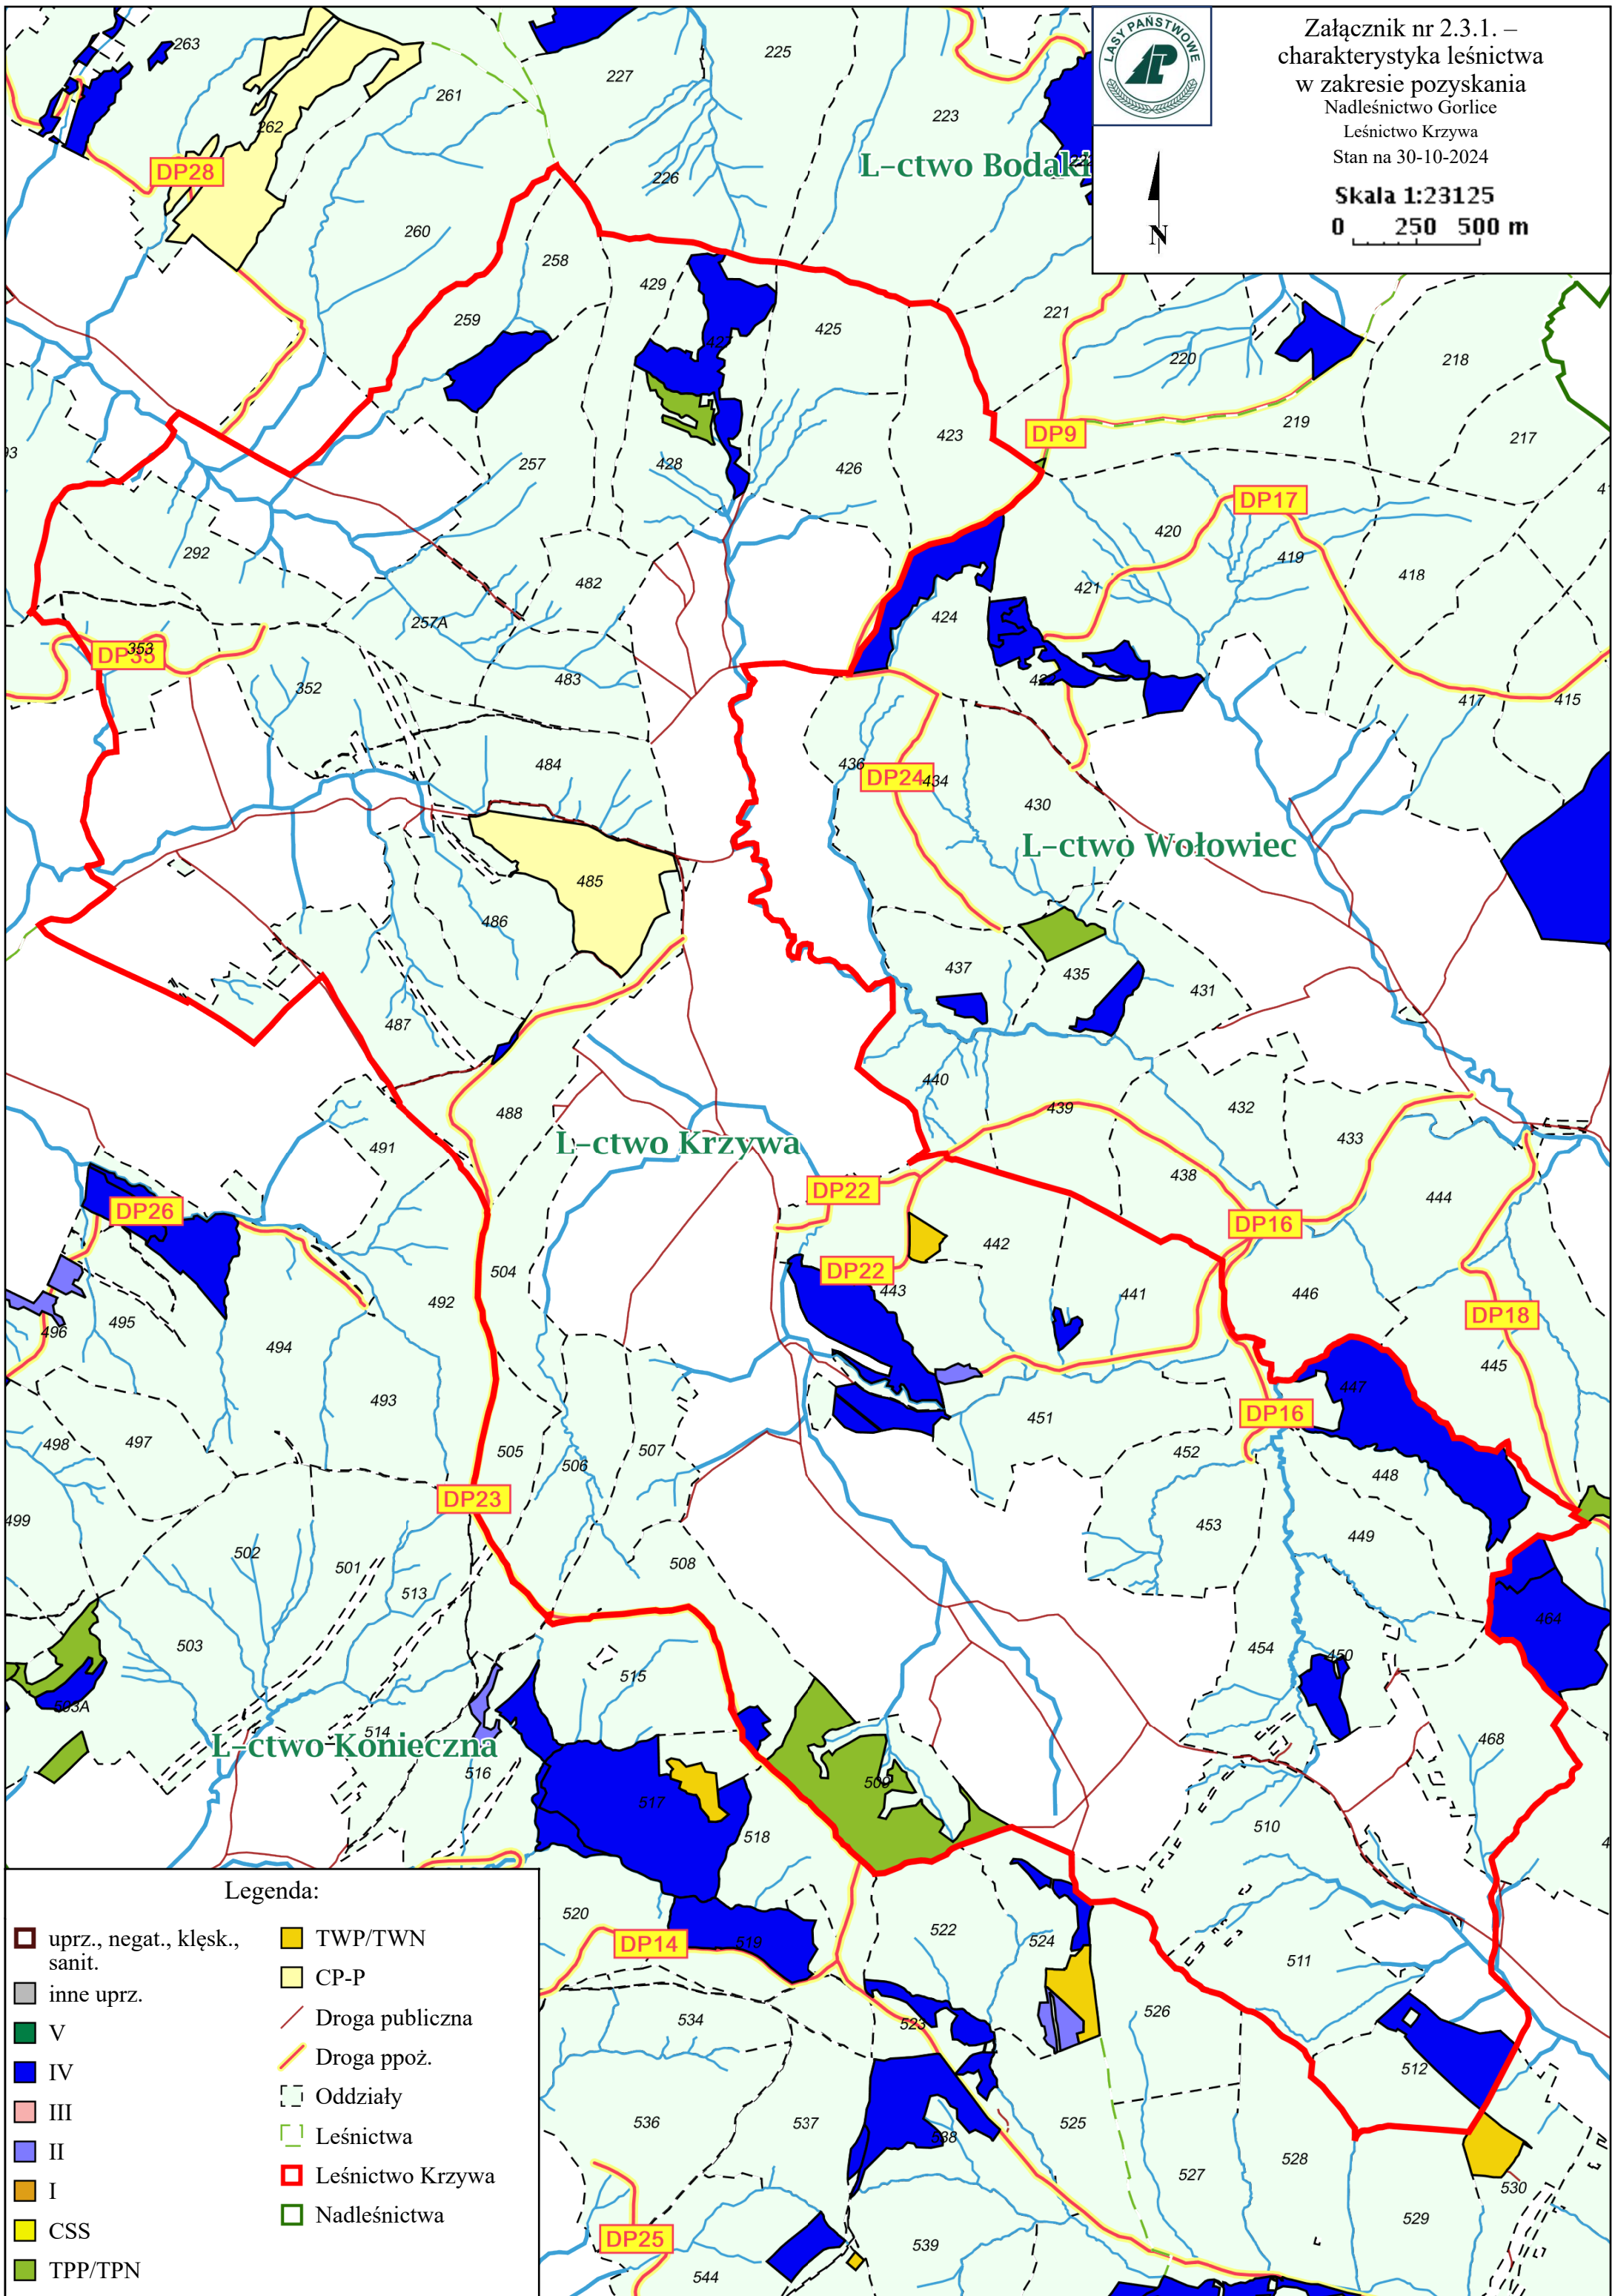 LASY PAŃSTWOWE
Załącznik nr 2.3.1. –
charakterystyka leśnictwa
w zakresie pozyskania
Nadleśnictwo Gorlice
Leśnictwo Krzywa
Stan na 30-10-2024
Skala 1:23125
0 250 500 m
N
263
227
225
261
223
262
L-ctwo Bodaki
DP28
226
260
258
429
259
221
427
425
220
218
219
423
DP9
217
257
428
426
DP17
420
292
482
419
418
421
424
257A
DP35
353
352
483
422
417
415
436
484
DP24
434
430
L-ctwo Wołowiec
485
486
437
435
431
487
440
439
432
488
433
L-ctwo Krzywa
491
438
DP22
444
DP26
DP16
442
504
DP22
443
441
446
492
495
DP18
496
494
445
447
493
DP16
451
498
497
505
507
506
452
448
DP23
499
453
449
502
508
501
513
464
503
454
450
515
503A
514
L-ctwo Konieczna
468
516
509
517
510
518
520
522
524
DP14
519
511
526
523
534
512
536
537
525
538
527
528
530
529
DP25
539
544
Legenda:
uprz., negat., klęsk.,
sanit.
inne uprz.
V
IV
III
II
I
CSS
TPP/TPN
TWP/TWN
CP-P
Droga publiczna
Droga ppoż.
Oddziały
Leśnictwa
Leśnictwo Krzywa
Nadleśnictwa